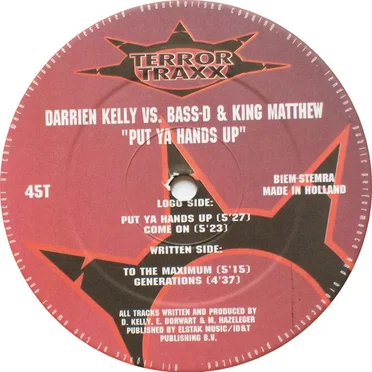 TERROR
TRAXX
DARRIEN KELLY VS. BASS-D & KING MATTHEW
"PUT YA HANDS UP"
45T
BIEM-STEMRA
MADE IN HOLLAND
LOGO SIDE:
PUT YA HANDS UP (5'27)
COME ON (5'23)
WRITTEN SIDE:
TO THE MAXIMUM (5'15)
GENERATIONS (4'37)
ALL TRACKS WRITTEN AND PRODUCED BY
D. KELLY, E. DORWART & M. HAZELEGER
PUBLISHED BY ELSTAK MUSIC/ID&T
PUBLISHING B.V.